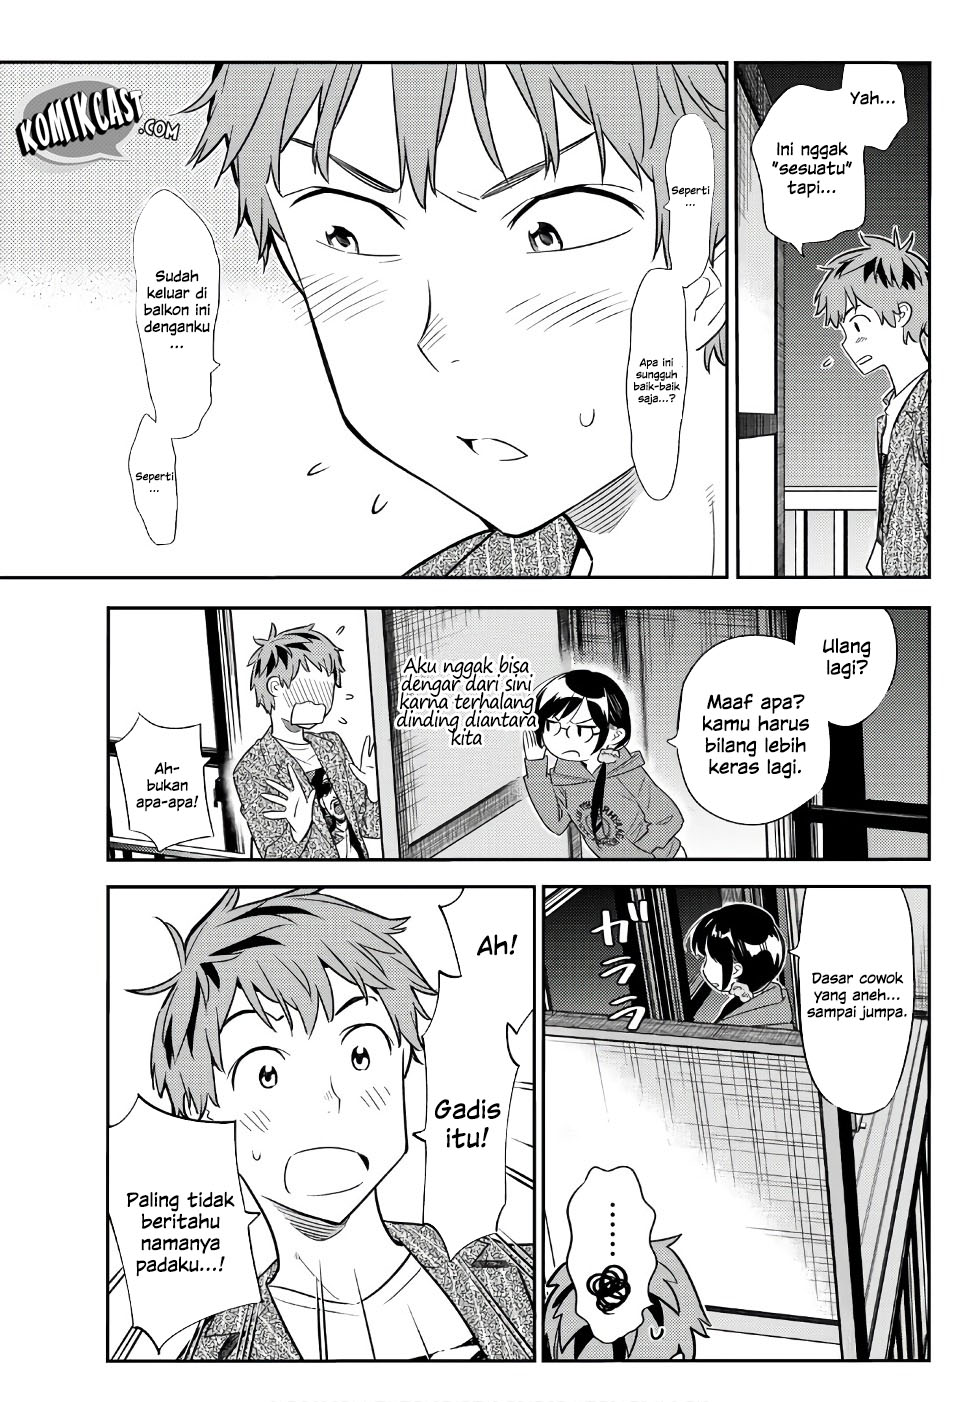 KOMIKCAST
.COM
Yah...
Ini nggak
"sesuatu"
tapi...
Seperti
...
Apa ini
sungguh
baik-baik
saja...?
Sudah
keluar di
balkon ini
denganku
...
Seperti
...
Ulang
lagi?
Maaf apa?
kamu harus
bilang lebih
keras lagi.
Aku nggak bisa
dengar dari sini
karna terhalang
dinding diantara
kita
Ah-
bukan
apa-apa!
Dasar cowok
yang aneh...
sampai jumpa.
ガララ
........
Ah!
Gadis
itu!
Paling tidak
beritahu
namanya
padaku...!